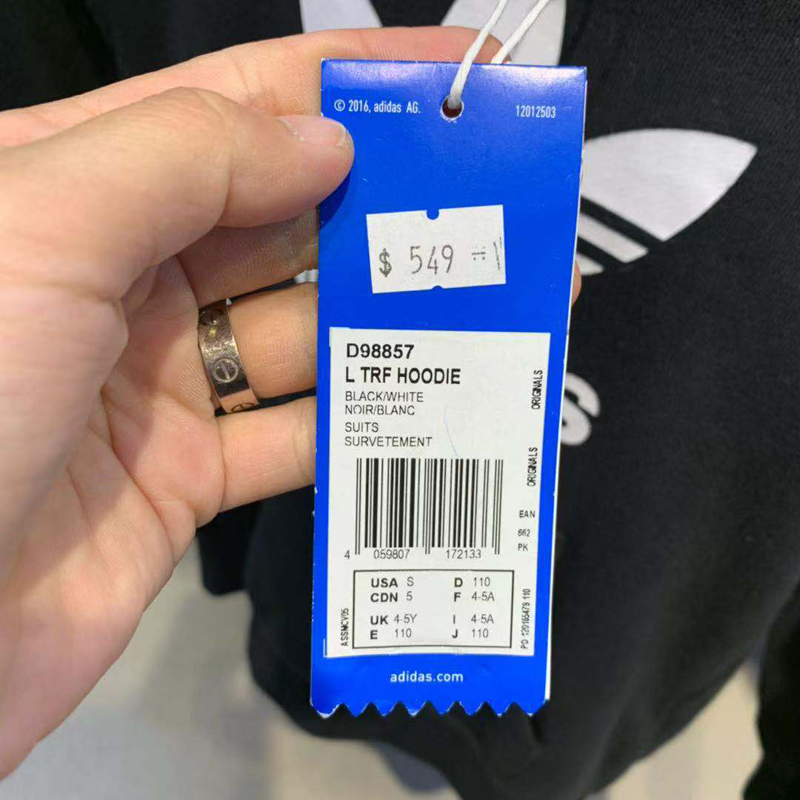 © 2016, adidas AG.
12012503
$ 549
D98857
L TRF HOODIE
BLACK/WHITE
NOIR/BLANC
SUITS
SURVETEMENT
ORIGINALS
ORIGINALS
EAN
662
PK
4 059807 172133
USA S D 110
CDN 5 F 4-5A
UK 4-5Y I 4-5A
E 110 J 110
ASSMCV05
adidas.com